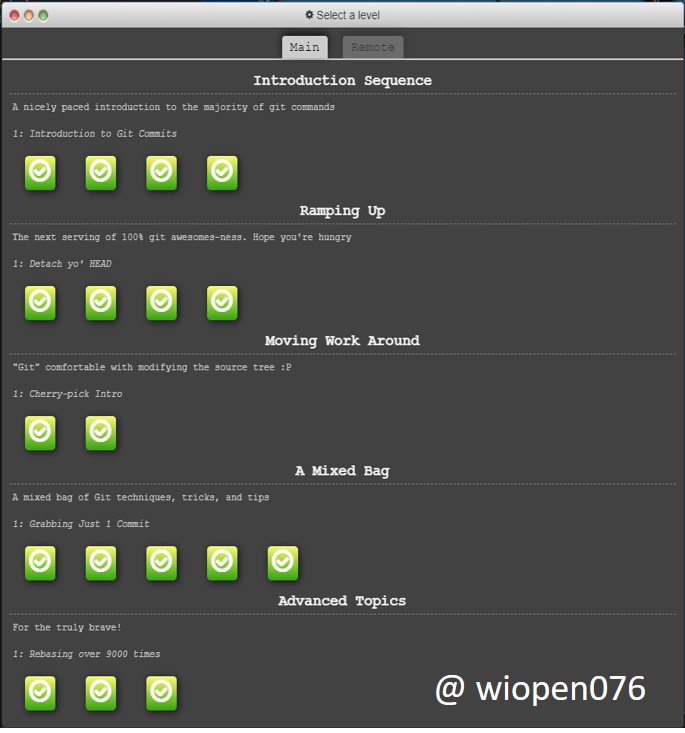 Select a level
Main
Remote
Introduction Sequence
A nicely paced introduction to the majority of git commands
1: Introduction to Git Commits
Ramping Up
The next serving of 100% git awesomes-ness. Hope you're hungry
1: Detach yo' HEAD
Moving Work Around
"Git" comfortable with modifying the source tree :P
1: Cherry-pick Intro
A Mixed Bag
A mixed bag of Git techniques, tricks, and tips
1: Grabbing Just 1 Commit
Advanced Topics
For the truly brave!
1: Rebasing over 9000 times
@ wiopen076